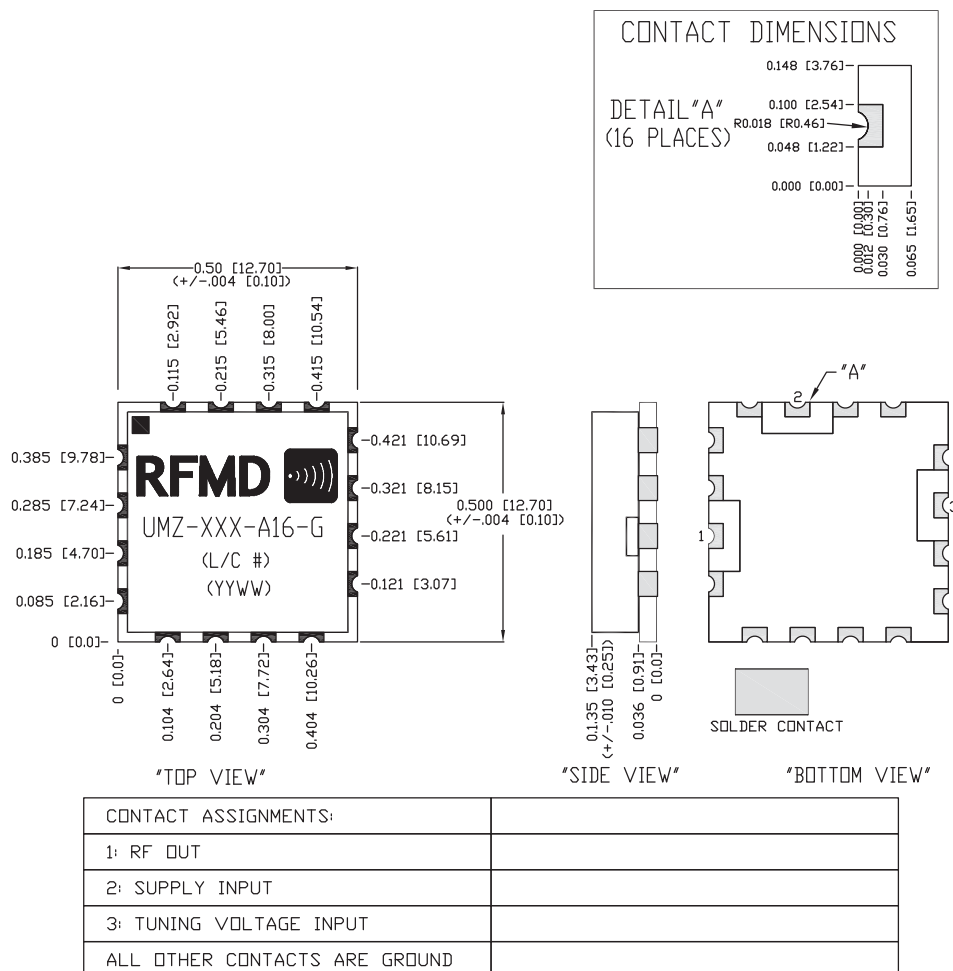 CONTACT DIMENSIONS
0.148 [3.76]
DETAIL "A"
(16 PLACES)
0.100 [2.54]
R0.018 [R0.46]
0.048 [1.22]
0.000 [0.00]
0.000 [0.00]
0.012 [0.30]
0.030 [0.76]
0.065 [1.65]
0.50 [12.70]
(+/-.004 [0.10])
0.115 [2.92]
0.215 [5.46]
0.315 [8.00]
0.415 [10.54]
0.385 [9.78]
0.285 [7.24]
0.185 [4.70]
0.085 [2.16]
0 [0.0]
RFMD
UMZ-XXX-A16-G
(L/C #)
(YYWW)
0.421 [10.69]
0.321 [8.15]
0.221 [5.61]
0.121 [3.07]
0.500 [12.70]
(+/-.004 [0.10])
0 [0.0]
0.104 [2.64]
0.204 [5.18]
0.304 [7.72]
0.404 [10.26]
"TOP VIEW"
0.135 [3.43]
(+/-.010 [0.25])
0.036 [0.91]
0 [0.0]
"SIDE VIEW"
"A"
2
1
3
SOLDER CONTACT
"BOTTOM VIEW"
CONTACT ASSIGNMENTS:
1: RF OUT
2: SUPPLY INPUT
3: TUNING VOLTAGE INPUT
ALL OTHER CONTACTS ARE GROUND